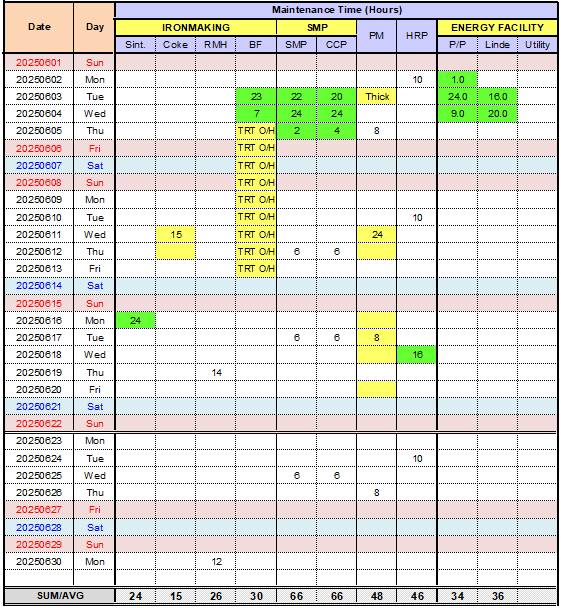 Date Day Maintenance Time (Hours)
IRONMAKING SMP PM HRP ENERGY FACILITY
Sint. Coke RMH BF SMP CCP P/P Linde Utility
20250601 Sun
20250602 Mon 10 1.0
20250603 Tue 23 22 20 Thick 24.0 16.0
20250604 Wed 7 24 24 9.0 20.0
20250605 Thu TRT O/H 2 4 8
20250606 Fri TRT O/H
20250607 Sat TRT O/H
20250608 Sun TRT O/H
20250609 Mon TRT O/H
20250610 Tue TRT O/H 10
20250611 Wed 15 TRT O/H 24
20250612 Thu TRT O/H 6 6
20250613 Fri TRT O/H
20250614 Sat
20250615 Sun
20250616 Mon 24
20250617 Tue 6 6 8
20250618 Wed 16
20250619 Thu 14
20250620 Fri
20250621 Sat
20250622 Sun
20250623 Mon
20250624 Tue 10
20250625 Wed 6 6
20250626 Thu 8
20250627 Fri
20250628 Sat
20250629 Sun
20250630 Mon 12
SUM/AVG 24 15 26 30 66 66 48 46 34 36